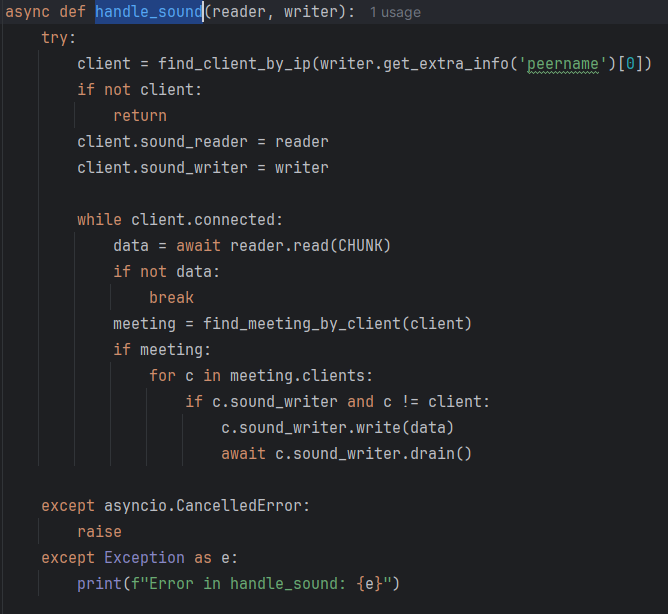 async def handle_sound(reader, writer): 1 usage
    try:
        client = find_client_by_ip(writer.get_extra_info('peername')[0])
        if not client:
            return
        client.sound_reader = reader
        client.sound_writer = writer

        while client.connected:
            data = await reader.read(CHUNK)
            if not data:
                break
            meeting = find_meeting_by_client(client)
            if meeting:
                for c in meeting.clients:
                    if c.sound_writer and c != client:
                        c.sound_writer.write(data)
                        await c.sound_writer.drain()

    except asyncio.CancelledError:
        raise
    except Exception as e:
        print(f"Error in handle_sound: {e}")